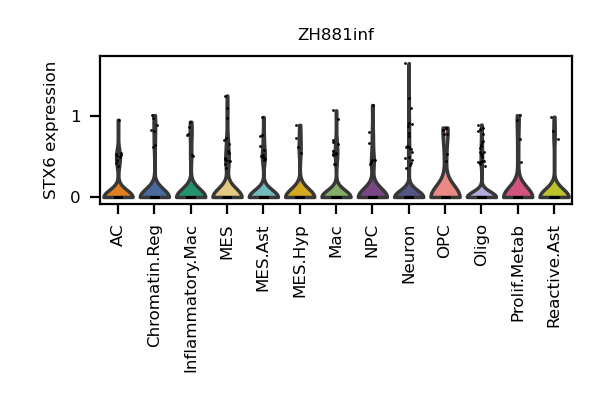 ZH881inf
STX6 expression
1
0
AC
Chromatin.Reg
Inflammatory.Mac
MES
MES.Ast
MES.Hyp
Mac
NPC
Neuron
OPC
Oligo
Prolif.Metab
Reactive.Ast